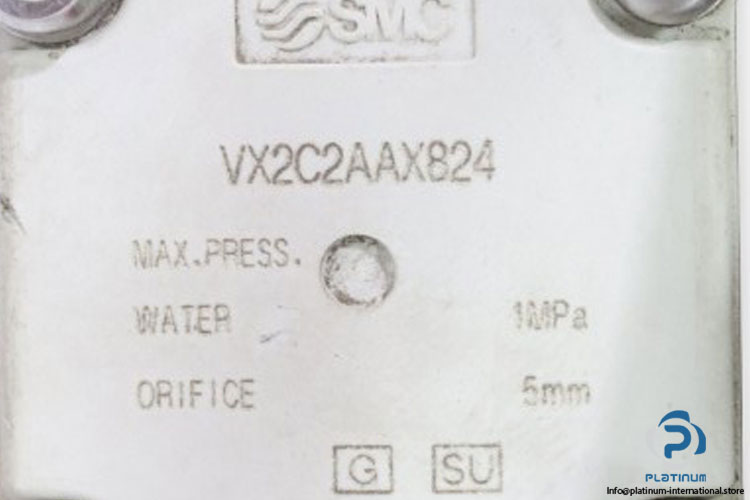 SMC
VX2C2AAX824
MAX.PRESS.
WATER 1MPa
ORIFICE 5mm
G SU
PLATINUM
Info@platinum-international.store